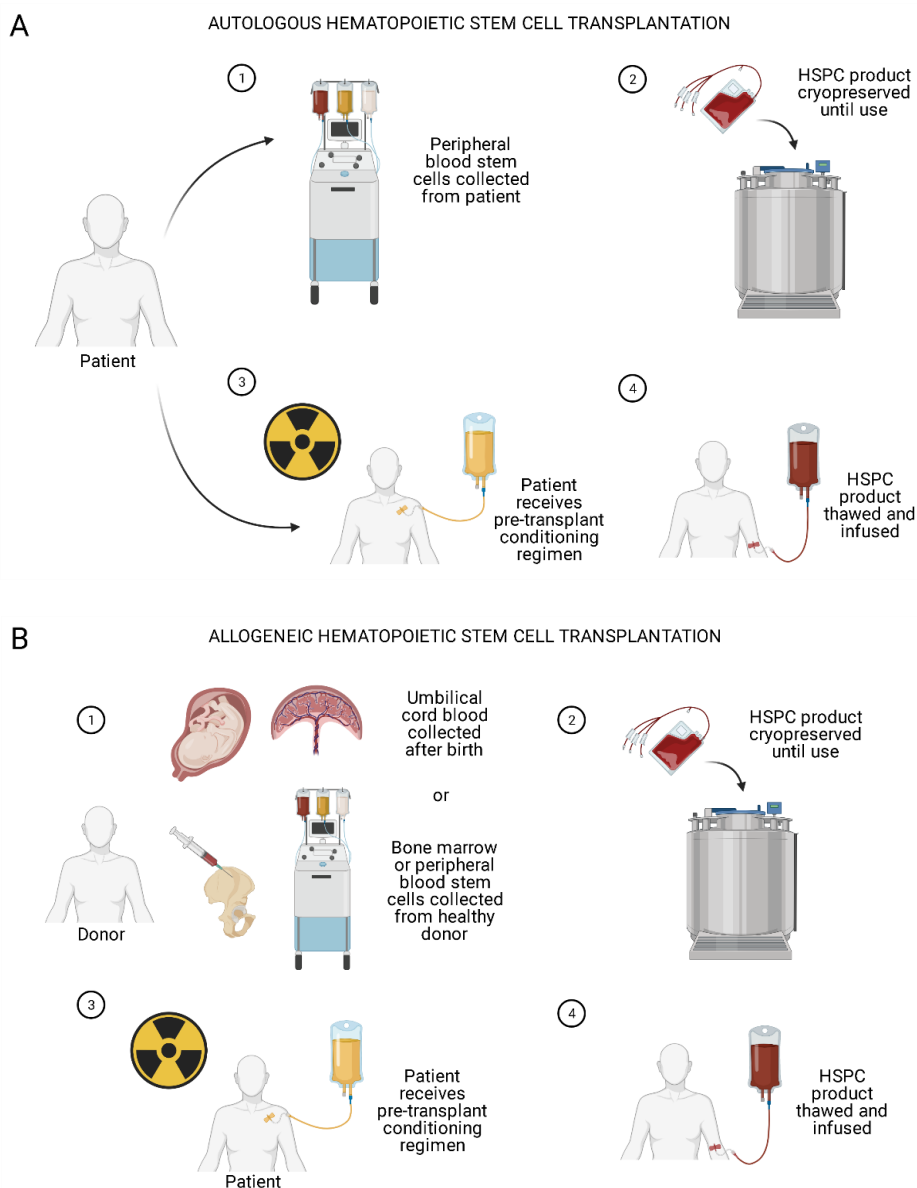 A
AUTOLOGOUS HEMATOPOIETIC STEM CELL TRANSPLANTATION
1
Peripheral
blood stem
cells collected
from patient
2
HSPC product
cryopreserved
until use
Patient
3
Patient
receives
pre-transplant
conditioning
regimen
4
HSPC
product
thawed and
infused
B
ALLOGENEIC HEMATOPOIETIC STEM CELL TRANSPLANTATION
1
Umbilical
cord blood
collected
after birth
or
Bone marrow
or peripheral
blood stem
cells collected
from healthy
donor
Donor
2
HSPC product
cryopreserved
until use
3
Patient
receives
pre-transplant
conditioning
regimen
Patient
4
HSPC
product
thawed and
infused